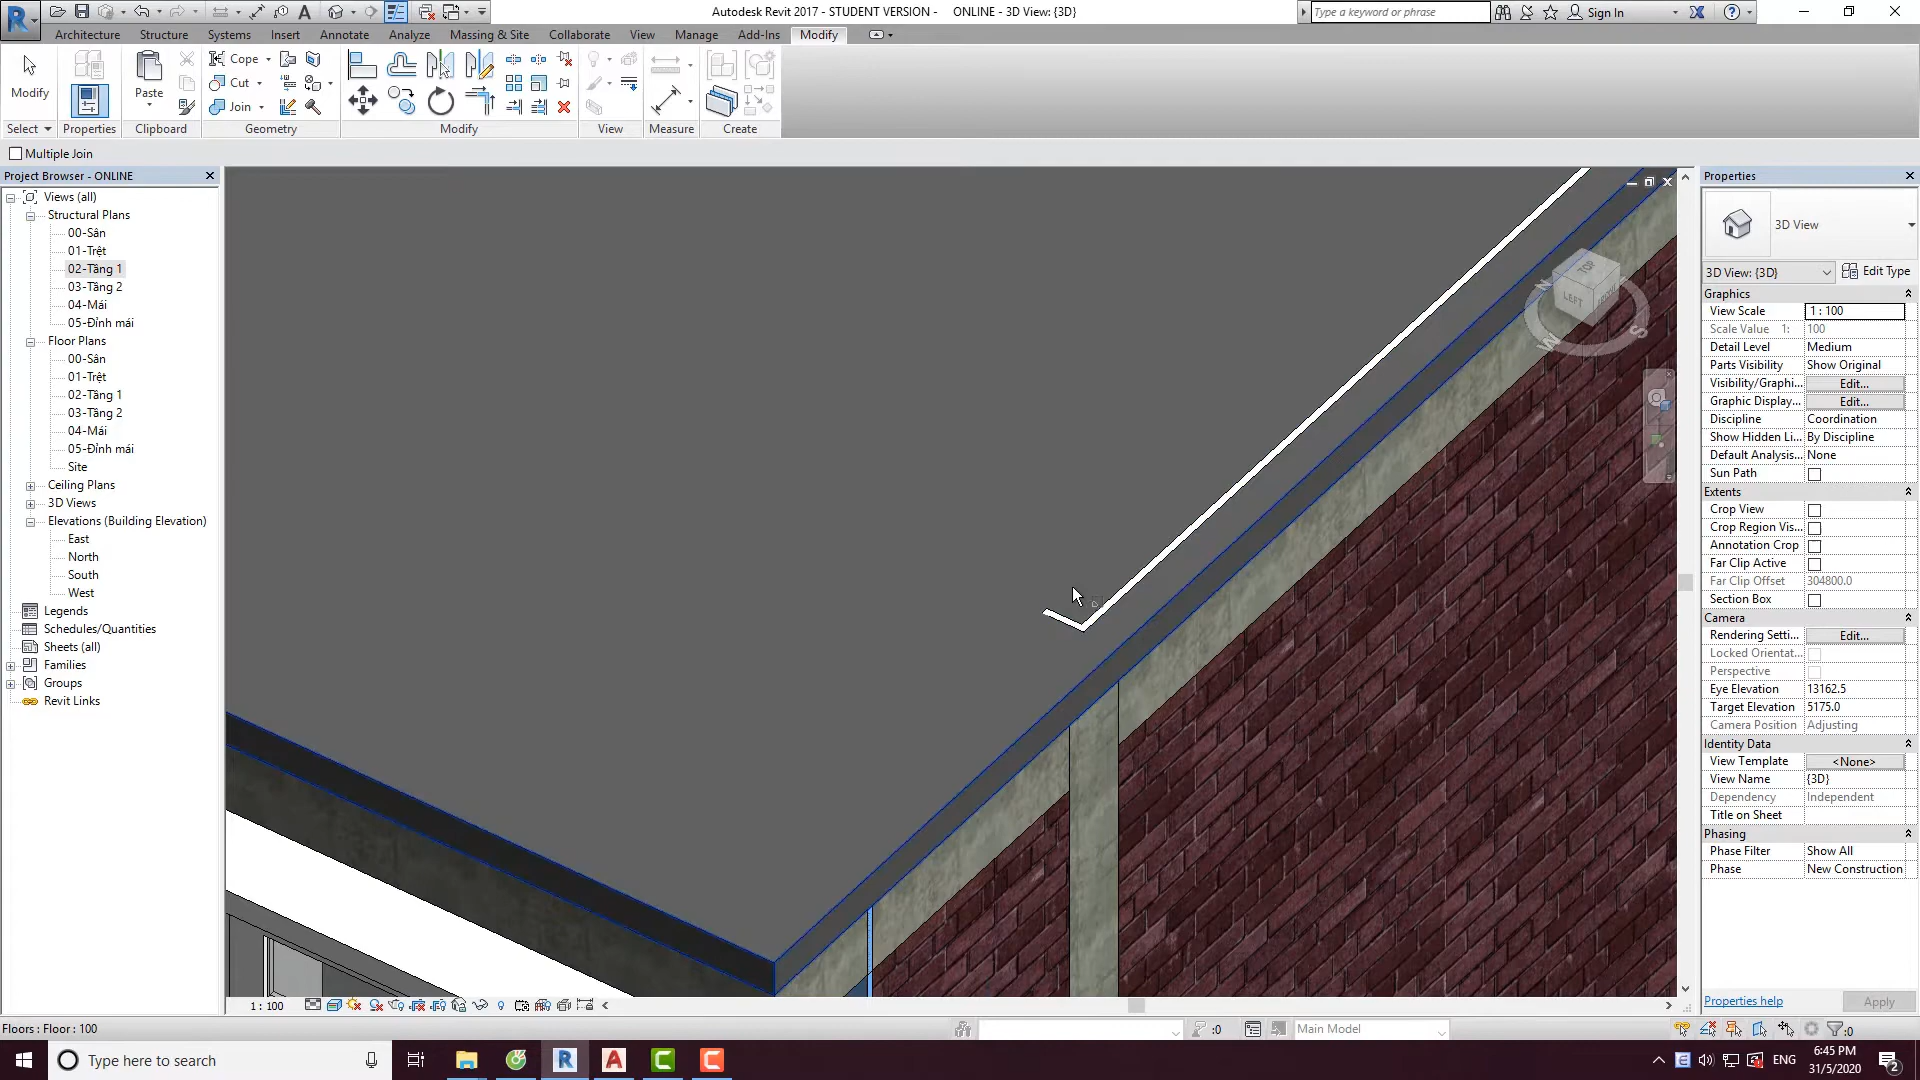 Autodesk Revit 2017 - STUDENT VERSION - ONLINE - 3D View: {3D}
Type a keyword or phrase
Sign In
Architecture Structure Systems Insert Annotate Analyze Massing & Site Collaborate View Manage Add-Ins Modify
Modify Paste Cope
Cut
Join
Select Properties Clipboard Geometry Modify View Measure Create
Multiple Join
Project Browser - ONLINE
Views (all)
Structural Plans
00-Sân
01-Trệt
02-Tầng 1
03-Tầng 2
04-Mái
05-Đỉnh mái
Floor Plans
00-Sân
01-Trệt
02-Tầng 1
03-Tầng 2
04-Mái
05-Đỉnh mái
Site
Ceiling Plans
3D Views
Elevations (Building Elevation)
East
North
South
West
Legends
Schedules/Quantities
Sheets (all)
Families
Groups
Revit Links
TOP
LEFT
W
S
Properties
3D View
3D View: {3D} Edit Type
Graphics
View Scale 1 : 100
Scale Value 1: 100
Detail Level Medium
Parts Visibility Show Original
Visibility/Graphi... Edit...
Graphic Display... Edit...
Discipline Coordination
Show Hidden Li... By Discipline
Default Analysis... None
Sun Path
Extents
Crop View
Crop Region Vis...
Annotation Crop
Far Clip Active
Far Clip Offset 304800.0
Section Box
Camera
Rendering Setti... Edit...
Locked Orientat...
Perspective
Eye Elevation 13162.5
Target Elevation 5175.0
Camera Position Adjusting
Identity Data
View Template <None>
View Name {3D}
Dependency Independent
Title on Sheet
Phasing
Phase Filter Show All
Phase New Construction
Properties help Apply
1 : 100
Floors : Floor : 100
:0
Main Model
:0
Type here to search
ENG
6:45 PM
31/5/2020
2